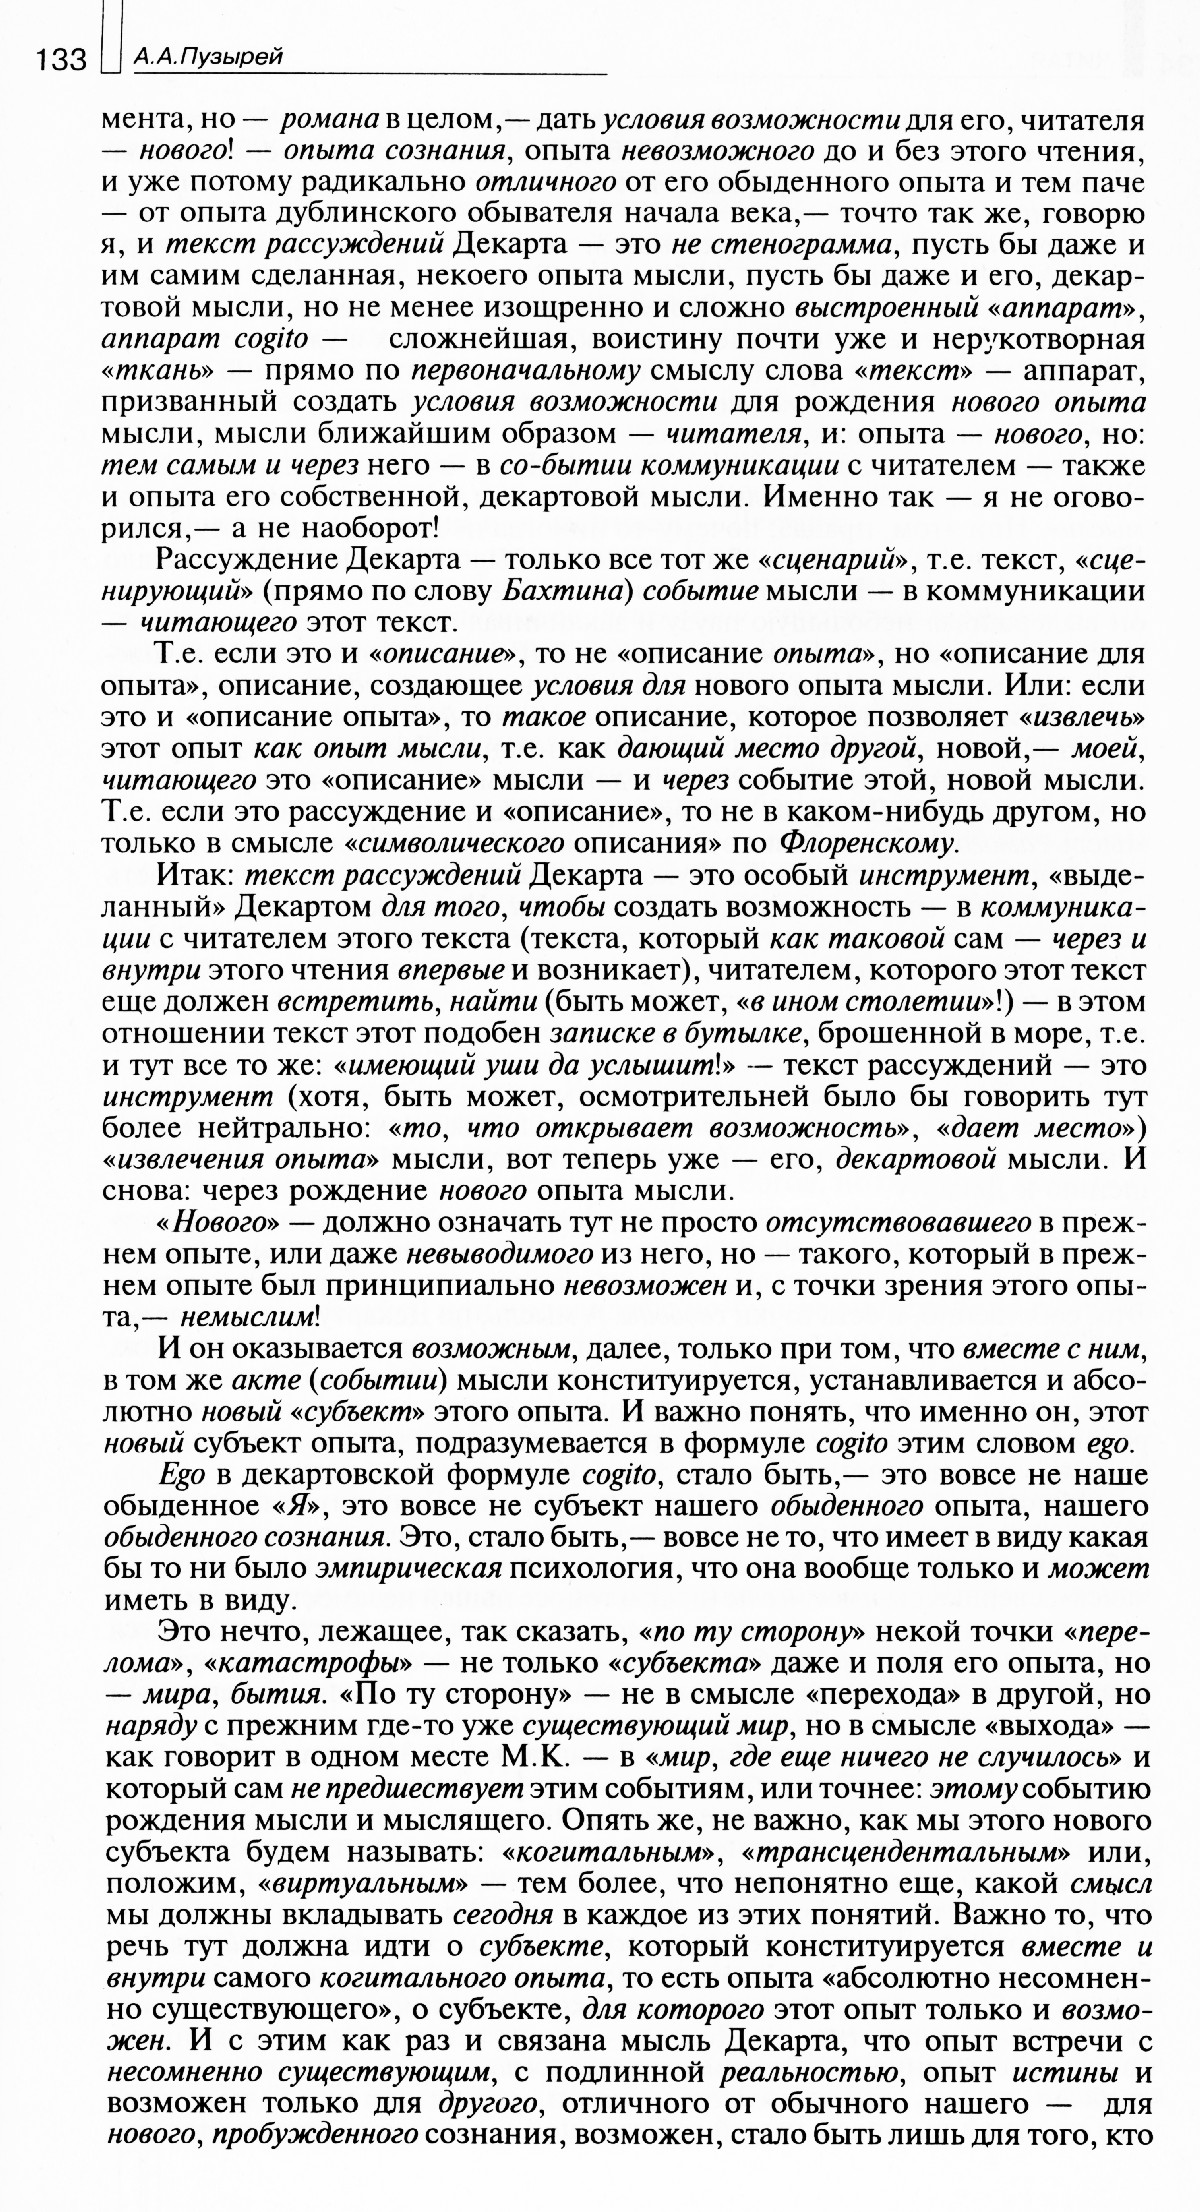 133 А.А.Пузырей
мента, но — романа в целом,— дать условия возможности для его, читателя
— нового! — опыта сознания, опыта невозможного до и без этого чтения,
и уже потому радикально отличного от его обыденного опыта и тем паче
— от опыта дублинского обывателя начала века,— точто так же, говорю
я, и текст рассуждений Декарта — это не стенограмма, пусть бы даже и
им самим сделанная, некоего опыта мысли, пусть бы даже и его, декар-
товой мысли, но не менее изощренно и сложно выстроенный «аппарат»,
аппарат cogito — сложнейшая, воистину почти уже и нерукотворная
«ткань» — прямо по первоначальному смыслу слова «текст» — аппарат,
призванный создать условия возможности для рождения нового опыта
мысли, мысли ближайшим образом — читателя, и: опыта — нового, но:
тем самым и через него — в со-бытии коммуникации с читателем — также
и опыта его собственной, декартовой мысли. Именно так — я не огово-
рился,— а не наоборот!
Рассуждение Декарта — только все тот же «сценарий», т.е. текст, «сце-
нирующий» (прямо по слову Бахтина) событие мысли — в коммуникации
— читающего этот текст.
Т.е. если это и «описание», то не «описание опыта», но «описание для
опыта», описание, создающее условия для нового опыта мысли. Или: если
это и «описание опыта», то такое описание, которое позволяет «извлечь»
этот опыт как опыт мысли, т.е. как дающий место другой, новой,— моей,
читающего это «описание» мысли — и через событие этой, новой мысли.
Т.е. если это рассуждение и «описание», то не в каком-нибудь другом, но
только в смысле «символического описания» по Флоренскому.
Итак: текст рассуждений Декарта — это особый инструмент, «выде-
ланный» Декартом для того, чтобы создать возможность — в коммуника-
ции с читателем этого текста (текста, который как таковой сам — через и
внутри этого чтения впервые и возникает), читателем, которого этот текст
еще должен встретить, найти (быть может, «в ином столетии»!) — в этом
отношении текст этот подобен записке в бутылке, брошенной в море, т.е.
и тут все то же: «имеющий уши да услышит!» — текст рассуждений — это
инструмент (хотя, быть может, осмотрительней было бы говорить тут
более нейтрально: «то, что открывает возможность», «дает место»)
«извлечения опыта» мысли, вот теперь уже — его, декартовой мысли. И
снова: через рождение нового опыта мысли.
«Нового» — должно означать тут не просто отсутствовавшего в преж-
нем опыте, или даже невыводимого из него, но — такого, который в преж-
нем опыте был принципиально невозможен и, с точки зрения этого опы-
та,— немыслим!
И он оказывается возможным, далее, только при том, что вместе с ним,
в том же акте (событии) мысли конституируется, устанавливается и абсо-
лютно новый «субъект» этого опыта. И важно понять, что именно он, этот
новый субъект опыта, подразумевается в формуле cogito этим словом ego.
Ego в декартовской формуле cogito, стало быть,— это вовсе не наше
обыденное «Я», это вовсе не субъект нашего обыденного опыта, нашего
обыденного сознания. Это, стало быть,— вовсе не то, что имеет в виду какая
бы то ни было эмпирическая психология, что она вообще только и может
иметь в виду.
Это нечто, лежащее, так сказать, «по ту сторону» некой точки «пере-
лома», «катастрофы» — не только «субъекта» даже и поля его опыта, но
— мира, бытия. «По ту сторону» — не в смысле «перехода» в другой, но
наряду с прежним где-то уже существующий мир, но в смысле «выхода» —
как говорит в одном месте М.К. — в «мир, где еще ничего не случилось» и
который сам не предшествует этим событиям, или точнее: этому событию
рождения мысли и мыслящего. Опять же, не важно, как мы этого нового
субъекта будем называть: «когитальным», «трансцендентальным» или,
положим, «виртуальным» — тем более, что непонятно еще, какой смысл
мы должны вкладывать сегодня в каждое из этих понятий. Важно то, что
речь тут должна идти о субъекте, который конституируется вместе и
внутри самого когитального опыта, то есть опыта «абсолютно несомнен-
но существующего», о субъекте, для которого этот опыт только и возмо-
жен. И с этим как раз и связана мысль Декарта, что опыт встречи с
несомненно существующим, с подлинной реальностью, опыт истины и
возможен только для другого, отличного от обычного нашего — для
нового, пробужденного сознания, возможен, стало быть лишь для того, кто